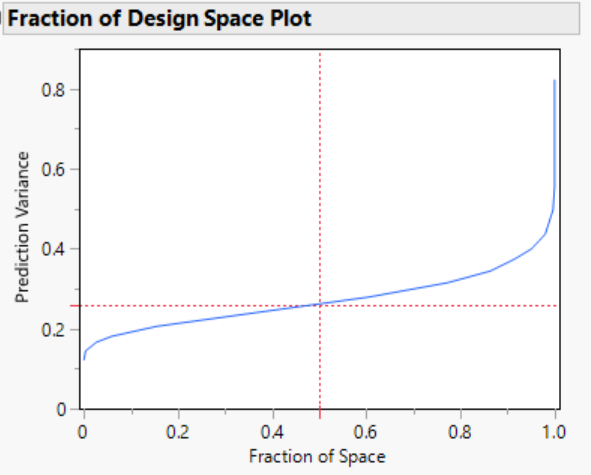 Fraction of Design Space Plot
0.8
0.6
0.4
0.2
0
Prediction Variance
0 0.2 0.4 0.6 0.8 1.0
Fraction of Space